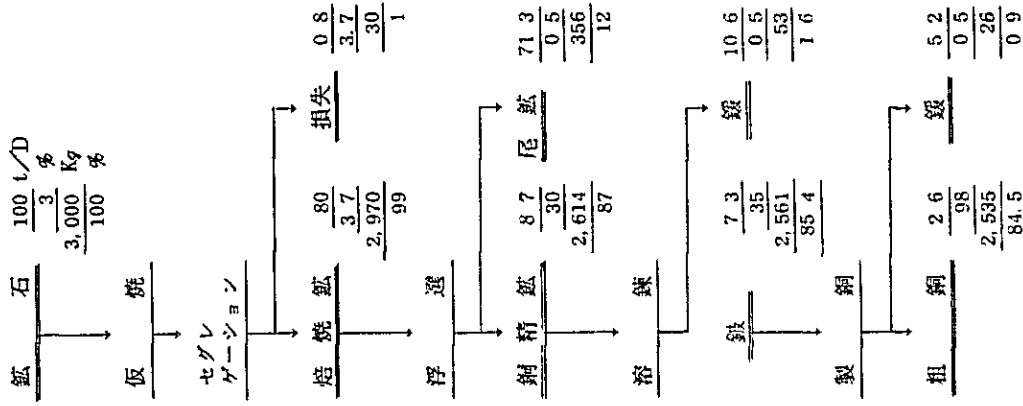 鉱石
100 t/D
3 %
3,000 Kg
100 %
仮焼
セグレ
ゲーション
損失
0 8
3.7
30
1
焙焼鉱
80
3 7
2,970
99
浮選
尾鉱
71 3
0 5
356
12
銅精鉱
8 7
30
2,614
87
溶錬
鍰
10 6
0 5
53
1 6
鈹
7 3
35
2,561
85 4
製銅
鍰
5 2
0 5
26
0 9
粗銅
2 6
98
2,535
84.5